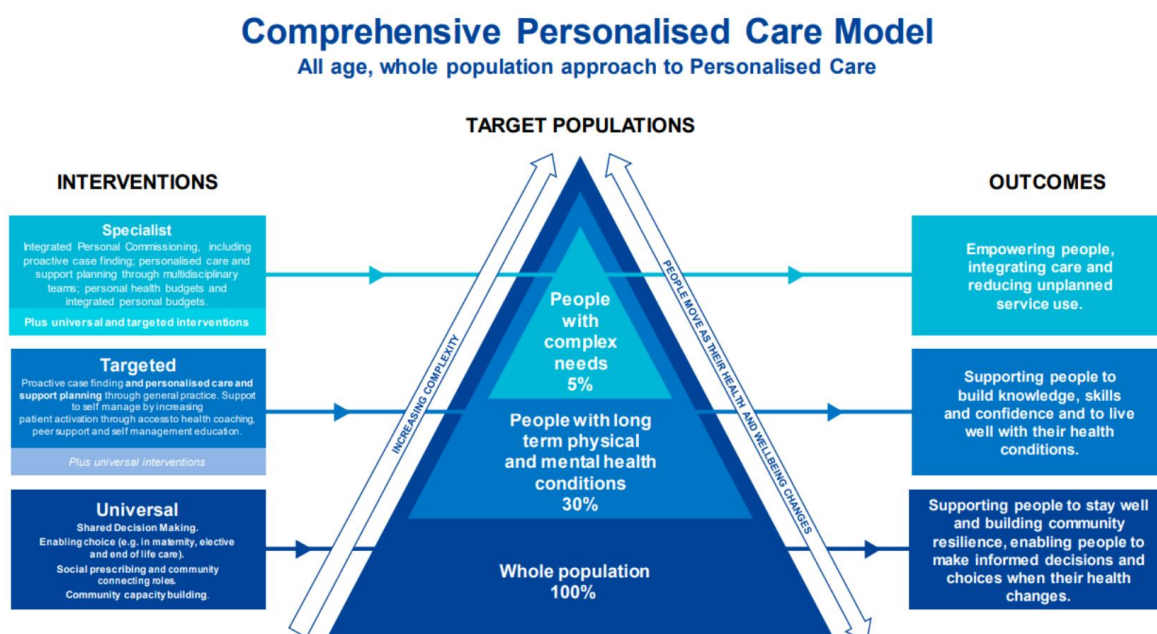 Comprehensive Personalised Care Model
All age, whole population approach to Personalised Care
TARGET POPULATIONS
INTERVENTIONS
OUTCOMES
Specialist
Integrated Personal Commissioning, including
proactive case finding; personalised care and
support planning through multidisciplinary
teams; personal health budgets and
integrated personal budgets.
Plus universal and targeted interventions
Targeted
Proactive case finding and personalised care and
support planning through general practice. Support
to self manage by increasing
patient activation through access to health coaching,
peer support and self management education.
Plus universal interventions
Universal
Shared Decision Making.
Enabling choice (e.g. in maternity, elective
and end of life care).
Social prescribing and community
connecting roles.
Community capacity building.
INCREASING COMPLEXITY
People
with
complex
needs
5%
People with long
term physical
and mental health
conditions
30%
Whole population
100%
PEOPLE MOVE AS THEIR HEALTH AND WELLBEING CHANGES
Empowering people,
integrating care and
reducing unplanned
service use.
Supporting people to
build knowledge, skills
and confidence and to live
well with their health
conditions.
Supporting people to stay well
and building community
resilience, enabling people to
make informed decisions and
choices when their health
changes.